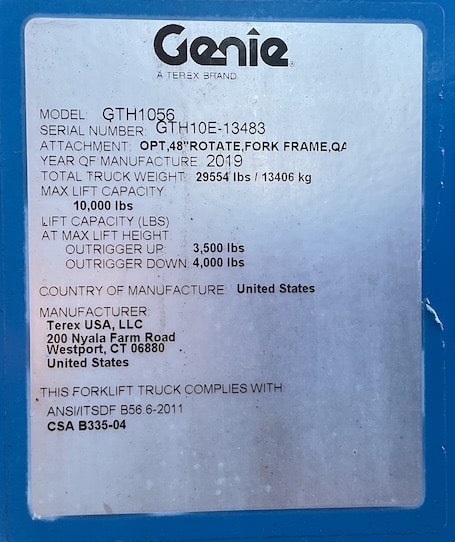 Genie
A TEREX BRAND
MODEL: GTH1056
SERIAL NUMBER: GTH10E-13483
ATTACHMENT: OPT,48"ROTATE,FORK FRAME,QA
YEAR OF MANUFACTURE: 2019
TOTAL TRUCK WEIGHT: 29554 lbs / 13406 kg
MAX LIFT CAPACITY:
10,000 lbs
LIFT CAPACITY (LBS)
AT MAX LIFT HEIGHT:
OUTRIGGER UP: 3,500 lbs
OUTRIGGER DOWN: 4,000 lbs
COUNTRY OF MANUFACTURE: United States
MANUFACTURER:
Terex USA, LLC
200 Nyala Farm Road
Westport, CT 06880
United States
THIS FORKLIFT TRUCK COMPLIES WITH:
ANSI/ITSDF B56.6-2011
CSA B335-04